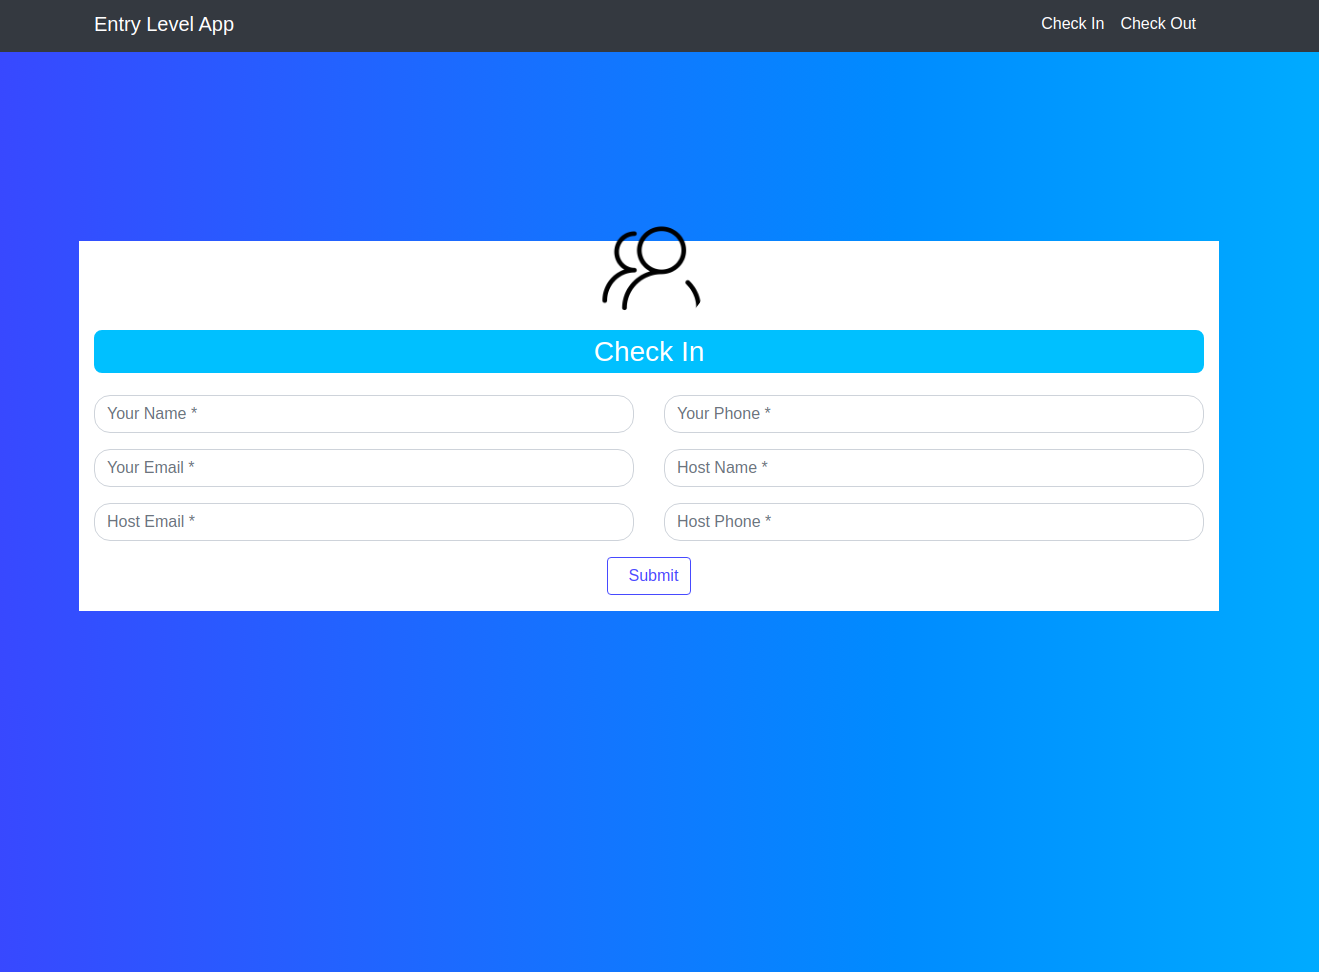 Entry Level App
Check In Check Out
Check In
Your Name *
Your Phone *
Your Email *
Host Name *
Host Email *
Host Phone *
Submit